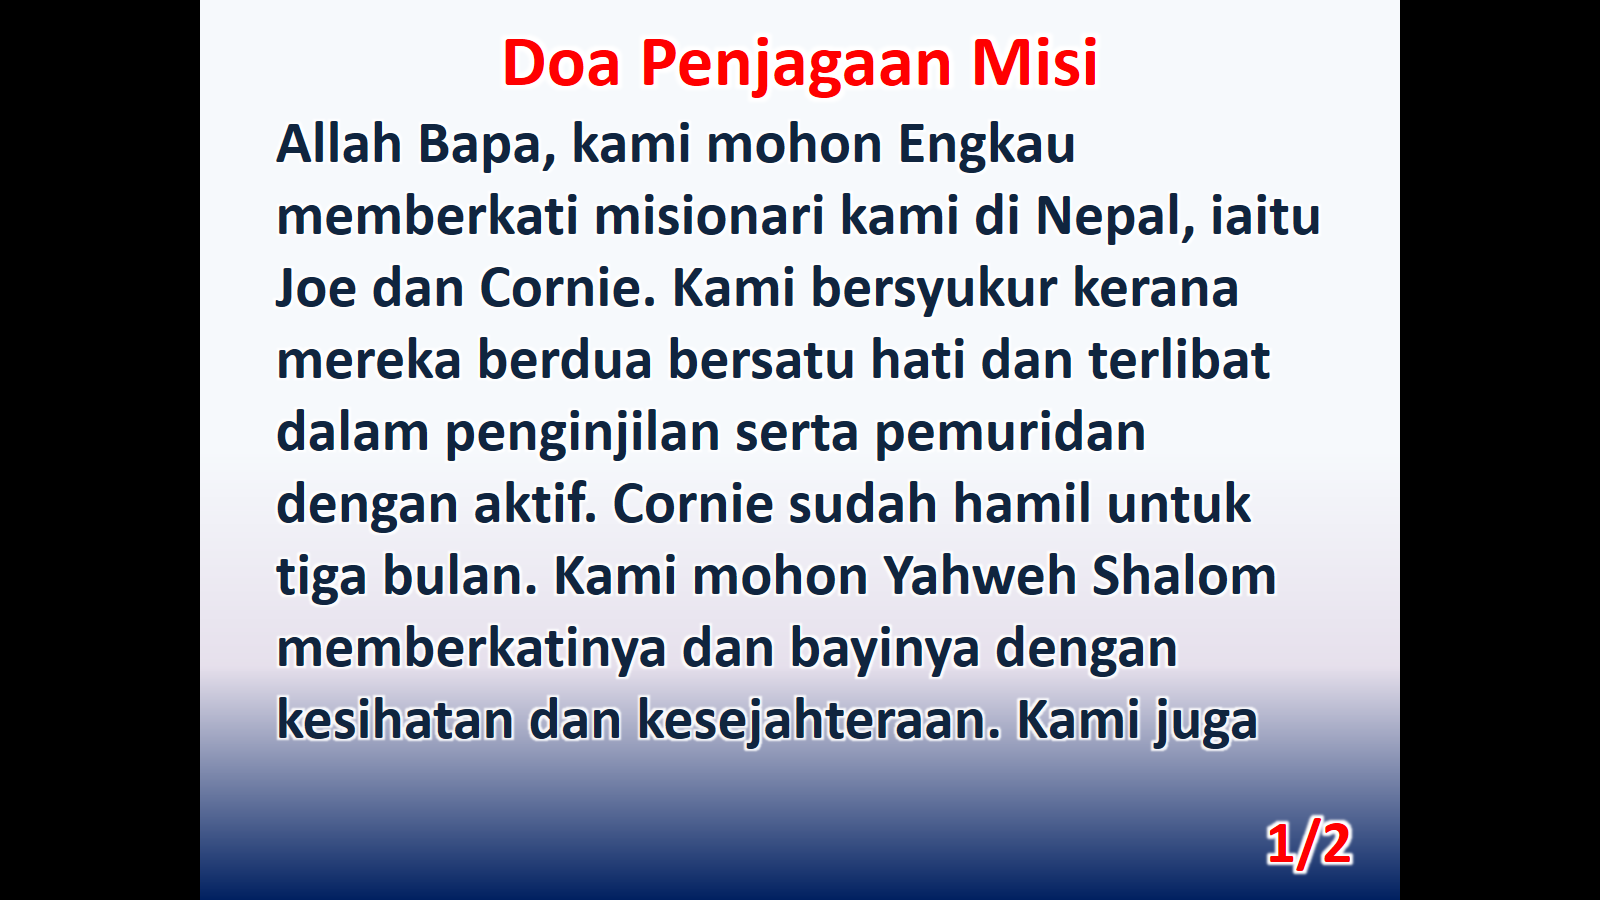 Doa Penjagaan Misi
Allah Bapa, kami mohon Engkau
memberkati misionari kami di Nepal, iaitu
Joe dan Cornie. Kami bersyukur kerana
mereka berdua bersatu hati dan terlibat
dalam penginjilan serta pemuridan
dengan aktif. Cornie sudah hamil untuk
tiga bulan. Kami mohon Yahweh Shalom
memberkatinya dan bayinya dengan
kesihatan dan kesejahteraan. Kami juga
1/2